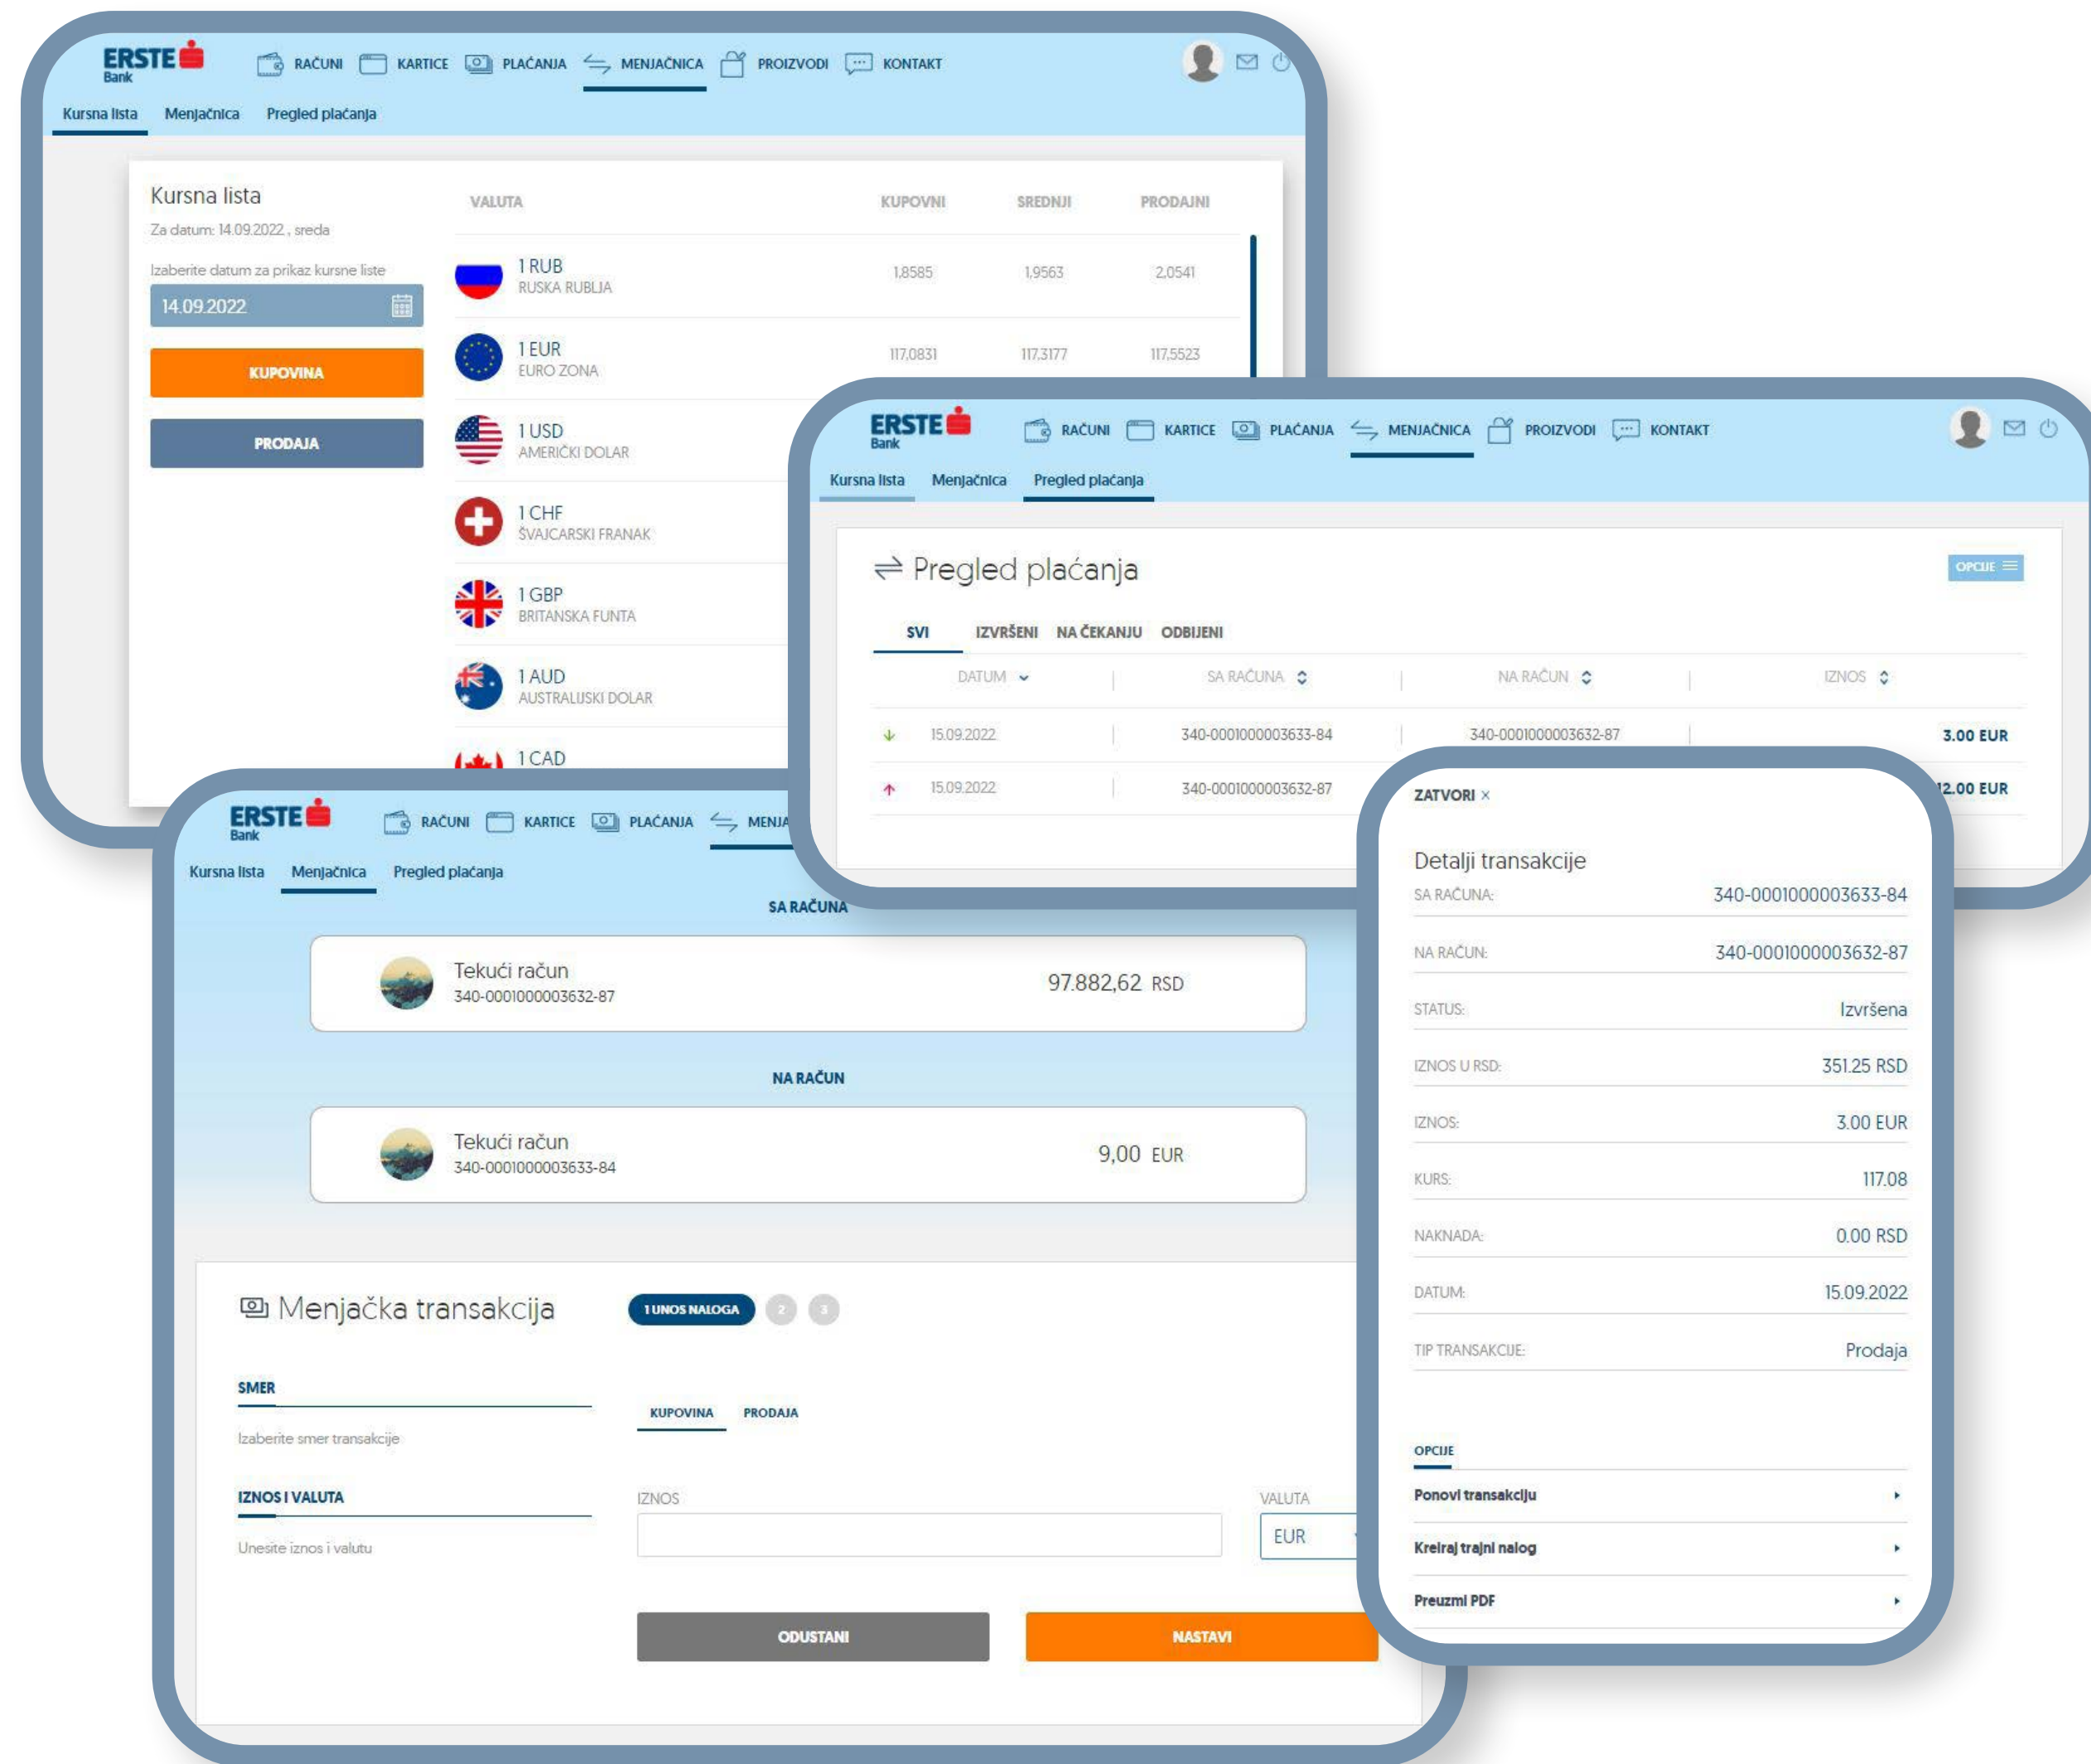 ERSTE
Bank
RAČUNI KARTICE PLAĆANJA MENJAČNICA PROIZVODI KONTAKT
Kursna lista Menjačnica Pregled plaćanja
Kursna lista
Za datum: 14.09.2022 , sreda
Izaberite datum za prikaz kursne liste
14.09.2022
KUPOVINA
PRODAJA
VALUTA KUPOVNI SREDNJI PRODAJNI
1 RUB
RUSKA RUBLJA
1,8585 1,9563 2,0541
1 EUR
EURO ZONA
117,0831 117,3177 117,5523
1 USD
AMERIČKI DOLAR
1 CHF
ŠVAJCARSKI FRANAK
1 GBP
BRITANSKA FUNTA
1 AUD
AUSTRALIJSKI DOLAR
1 CAD
ERSTE
Bank
RAČUNI KARTICE PLAĆANJA MENJAČNICA PROIZVODI KONTAKT
Kursna lista Menjačnica Pregled plaćanja
Pregled plaćanja
OPCIJE
SVI IZVRŠENI NA ČEKANJU ODBIJENI
DATUM SA RAČUNA NA RAČUN IZNOS
15.09.2022 340-0001000003633-84 340-0001000003632-87 3.00 EUR
15.09.2022 340-0001000003632-87 12.00 EUR
ERSTE
Bank
RAČUNI KARTICE PLAĆANJA MENJA
Kursna lista Menjačnica Pregled plaćanja
SA RAČUNA
Tekući račun
340-0001000003632-87
97.882,62 RSD
NA RAČUN
Tekući račun
340-0001000003633-84
9,00 EUR
Menjačka transakcija
1 UNOS NALOGA 2 3
SMER
Izaberite smer transakcije
KUPOVINA PRODAJA
IZNOS I VALUTA
Unesite iznos i valutu
IZNOS
VALUTA
EUR
ODUSTANI
NASTAVI
ZATVORI ×
Detalji transakcije
SA RAČUNA: 340-0001000003633-84
NA RAČUN: 340-0001000003632-87
STATUS: Izvršena
IZNOS U RSD: 351.25 RSD
IZNOS: 3.00 EUR
KURS: 117.08
NAKNADA: 0.00 RSD
DATUM: 15.09.2022
TIP TRANSAKCIJE: Prodaja
OPCIJE
Ponovi transakciju
Kreiraj trajni nalog
Preuzmi PDF